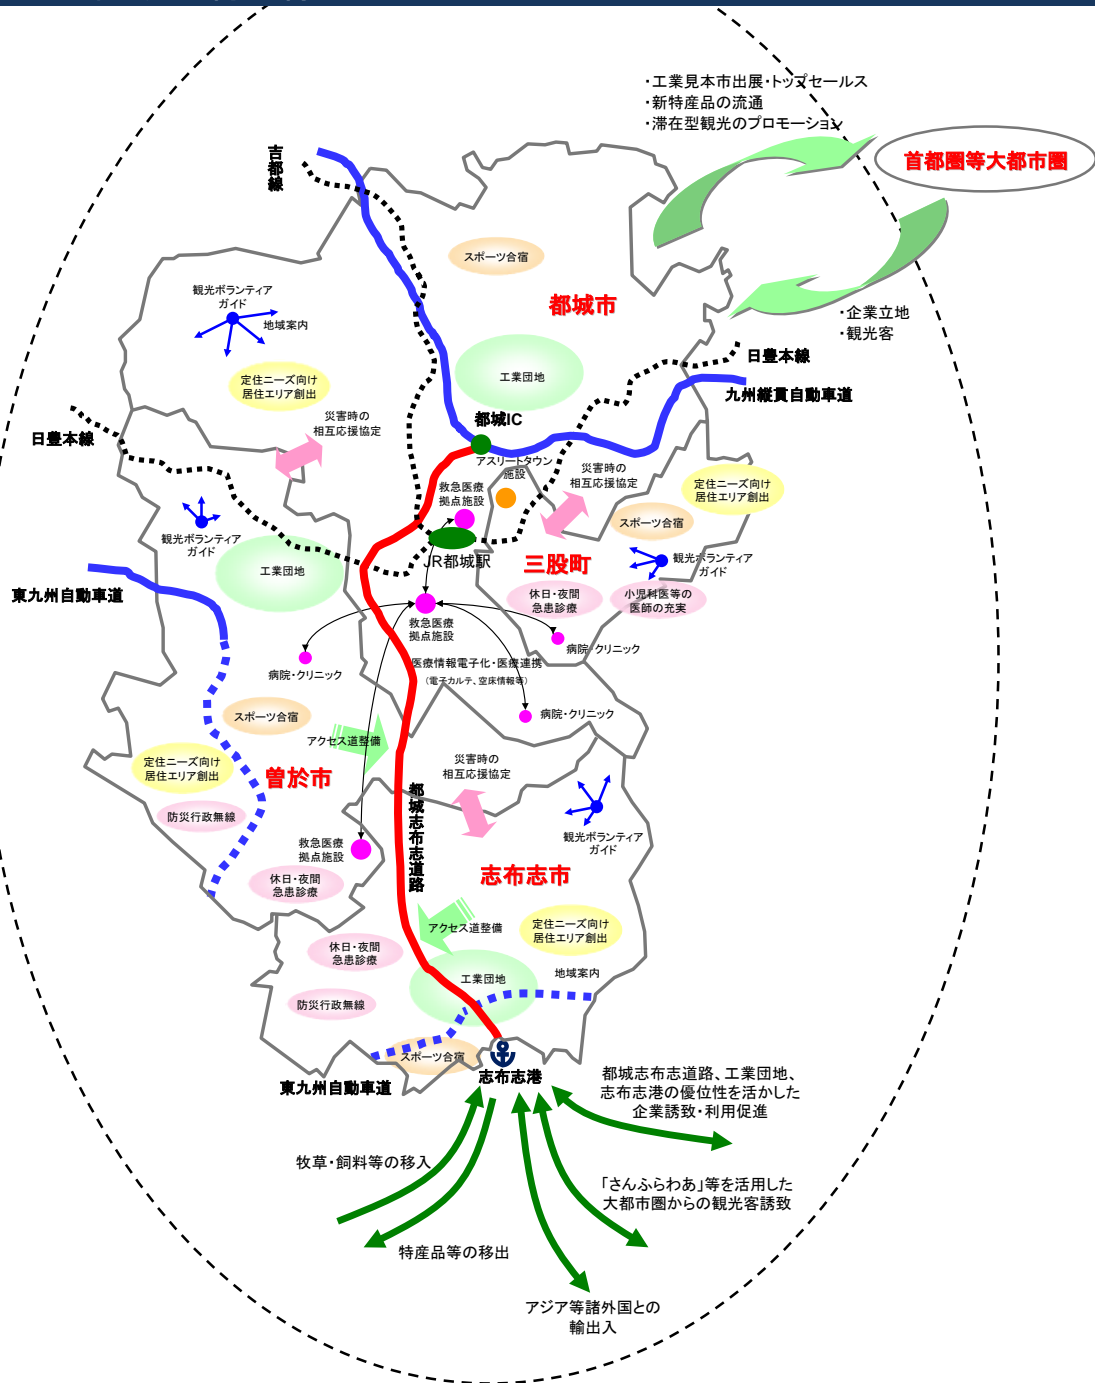 ・工業見本市出展・トップセールス
・新特産品の流通
・滞在型観光のプロモーション
首都圏等大都市圏
吉都線
スポーツ合宿
都城市
観光ボランティア
ガイド
地域案内
・企業立地
・観光客
日豊本線
工業団地
定住ニーズ向け
居住エリア創出
九州縦貫自動車道
災害時の
相互応援協定
都城IC
日豊本線
アスリートタウン
施設
災害時の
相互応援協定
定住ニーズ向け
居住エリア創出
救急医療
拠点施設
スポーツ合宿
観光ボランティア
ガイド
JR都城駅
三股町
観光ボランティア
ガイド
工業団地
東九州自動車道
休日・夜間
急患診療
小児科医等の
医師の充実
救急医療
拠点施設
病院・クリニック
医療情報電子化・医療連携
（電子カルテ、空床情報等）
病院・クリニック
病院・クリニック
スポーツ合宿
アクセス道整備
定住ニーズ向け
居住エリア創出
曽於市
災害時の
相互応援協定
都城志布志道路
防災行政無線
救急医療
拠点施設
観光ボランティア
ガイド
休日・夜間
急患診療
志布志市
アクセス道整備
定住ニーズ向け
居住エリア創出
休日・夜間
急患診療
工業団地
地域案内
防災行政無線
スポーツ合宿
東九州自動車道
志布志港
都城志布志道路、工業団地、
志布志港の優位性を活かした
企業誘致・利用促進
牧草・飼料等の移入
「さんふらわあ」等を活用した
大都市圏からの観光客誘致
特産品等の移出
アジア等諸外国との
輸出入